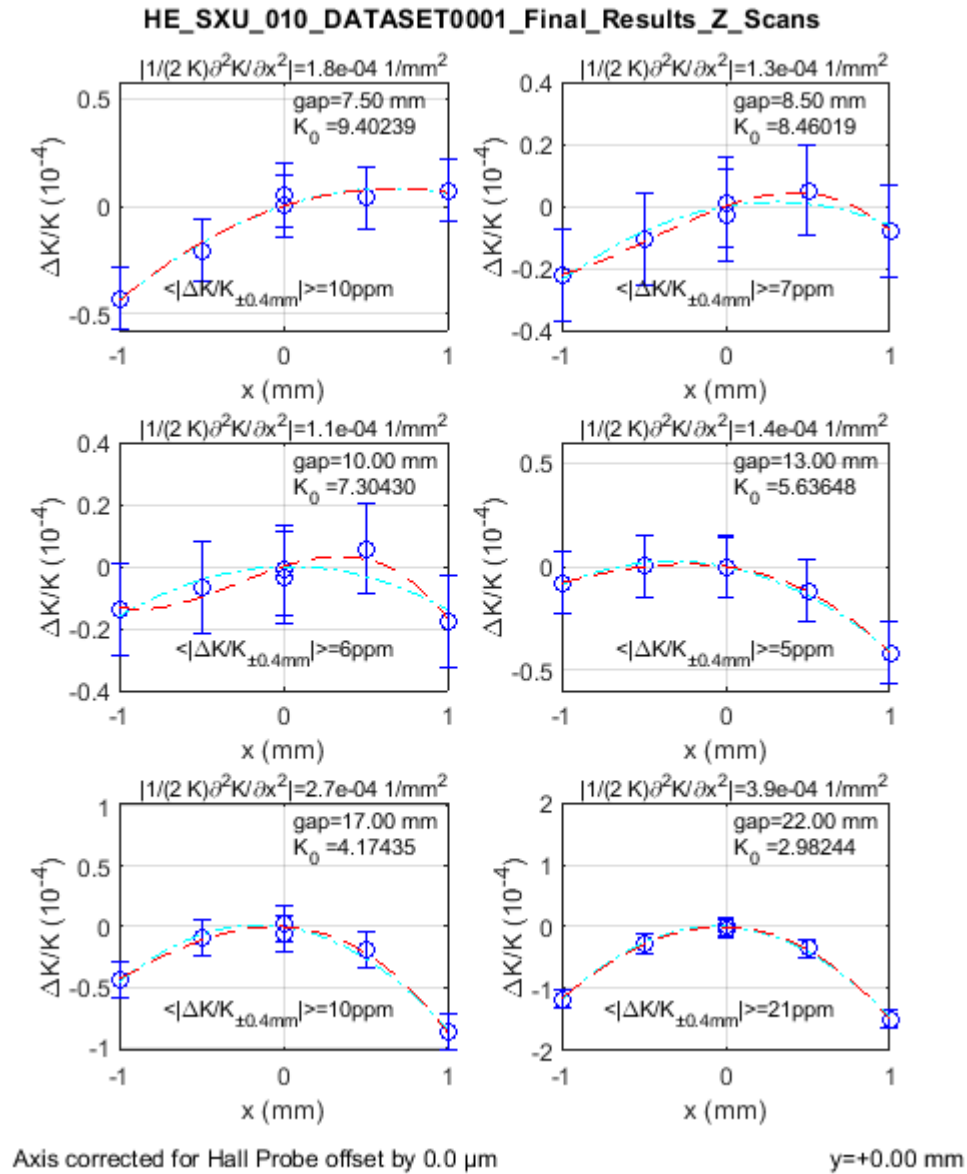 HE_SXU_010_DATASET0001_Final_Results_Z_Scans
|1/(2 K)∂²K/∂x²|=1.8e-04 1/mm²
gap=7.50 mm
K₀ =9.40239
0.5
0
-0.5
ΔK/K (10⁻⁴)
<|ΔK/K±0.4mm|>=10ppm
-1 0 1
x (mm)
|1/(2 K)∂²K/∂x²|=1.3e-04 1/mm²
gap=8.50 mm
K₀ =8.46019
0.4
0.2
0
-0.2
-0.4
ΔK/K (10⁻⁴)
<|ΔK/K±0.4mm|>=7ppm
-1 0 1
x (mm)
|1/(2 K)∂²K/∂x²|=1.1e-04 1/mm²
gap=10.00 mm
K₀ =7.30430
0.4
0.2
0
-0.2
-0.4
ΔK/K (10⁻⁴)
<|ΔK/K±0.4mm|>=6ppm
-1 0 1
x (mm)
|1/(2 K)∂²K/∂x²|=1.4e-04 1/mm²
gap=13.00 mm
K₀ =5.63648
0.5
0
-0.5
ΔK/K (10⁻⁴)
<|ΔK/K±0.4mm|>=5ppm
-1 0 1
x (mm)
|1/(2 K)∂²K/∂x²|=2.7e-04 1/mm²
gap=17.00 mm
K₀ =4.17435
1
0.5
0
-0.5
-1
ΔK/K (10⁻⁴)
<|ΔK/K±0.4mm|>=10ppm
-1 0 1
x (mm)
|1/(2 K)∂²K/∂x²|=3.9e-04 1/mm²
gap=22.00 mm
K₀ =2.98244
2
1
0
-1
-2
ΔK/K (10⁻⁴)
<|ΔK/K±0.4mm|>=21ppm
-1 0 1
x (mm)
Axis corrected for Hall Probe offset by 0.0 μm
y=+0.00 mm